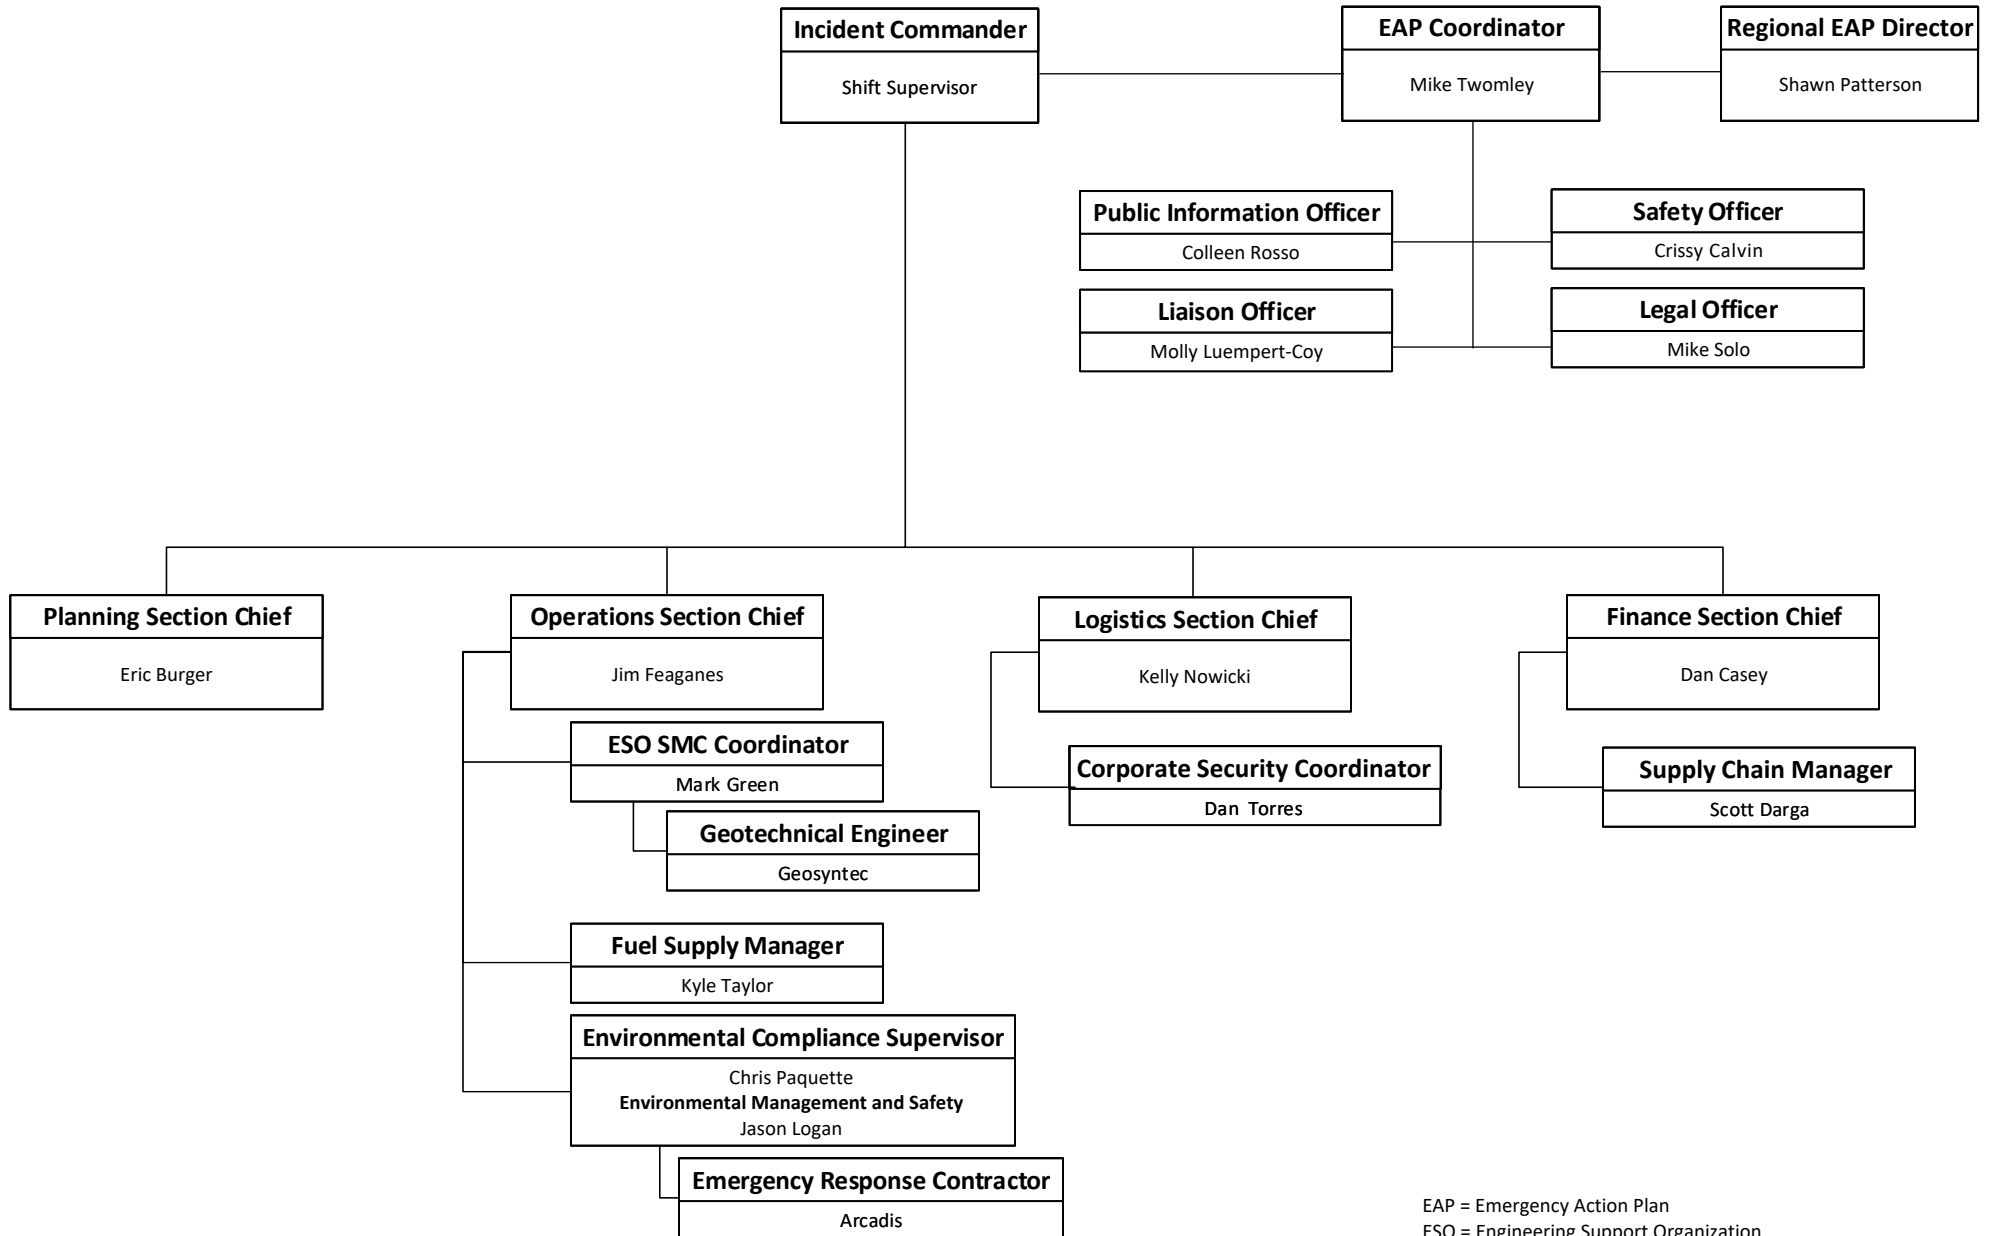 Incident Commander
Shift Supervisor
EAP Coordinator
Mike Twomley
Regional EAP Director
Shawn Patterson
Public Information Officer
Colleen Rosso
Safety Officer
Crissy Calvin
Liaison Officer
Molly Luempert-Coy
Legal Officer
Mike Solo
Planning Section Chief
Eric Burger
Operations Section Chief
Jim Feaganes
Logistics Section Chief
Kelly Nowicki
Finance Section Chief
Dan Casey
ESO SMC Coordinator
Mark Green
Geotechnical Engineer
Geosyntec
Corporate Security Coordinator
Dan Torres
Supply Chain Manager
Scott Darga
Fuel Supply Manager
Kyle Taylor
Environmental Compliance Supervisor
Chris Paquette
Environmental Management and Safety
Jason Logan
Emergency Response Contractor
Arcadis
EAP = Emergency Action Plan
ESO = Engineering Support Organization